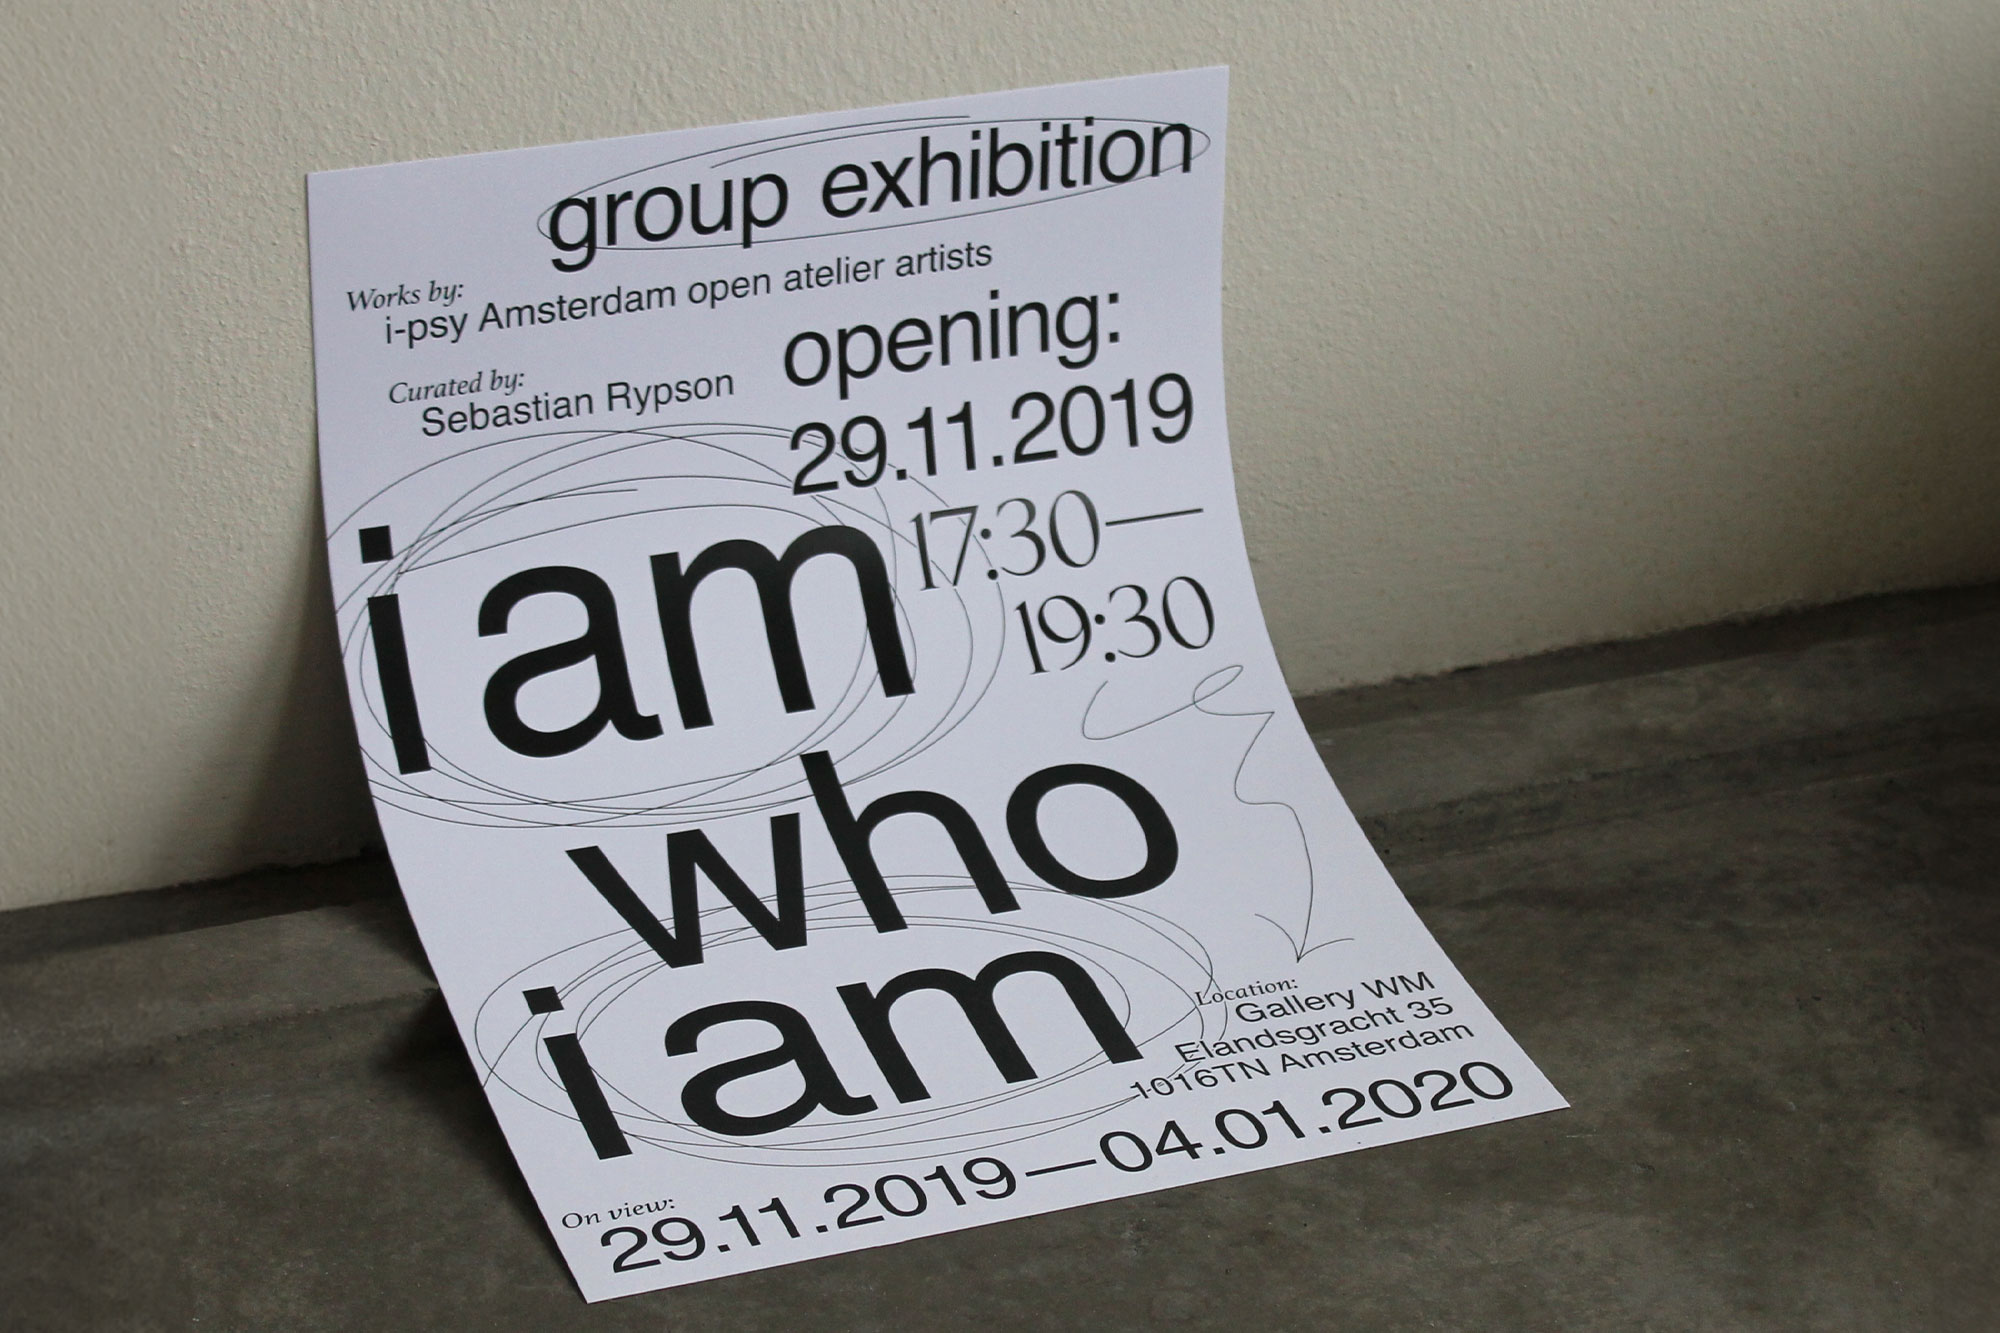 group exhibition
Works by:
i-psy Amsterdam open atelier artists
Curated by:
Sebastian Rypson
opening:
29.11.2019
17:30—
19:30
i am
who
i am
Location:
Gallery WM
Elandsgracht 35
1016TN Amsterdam
On view:
29.11.2019—04.01.2020